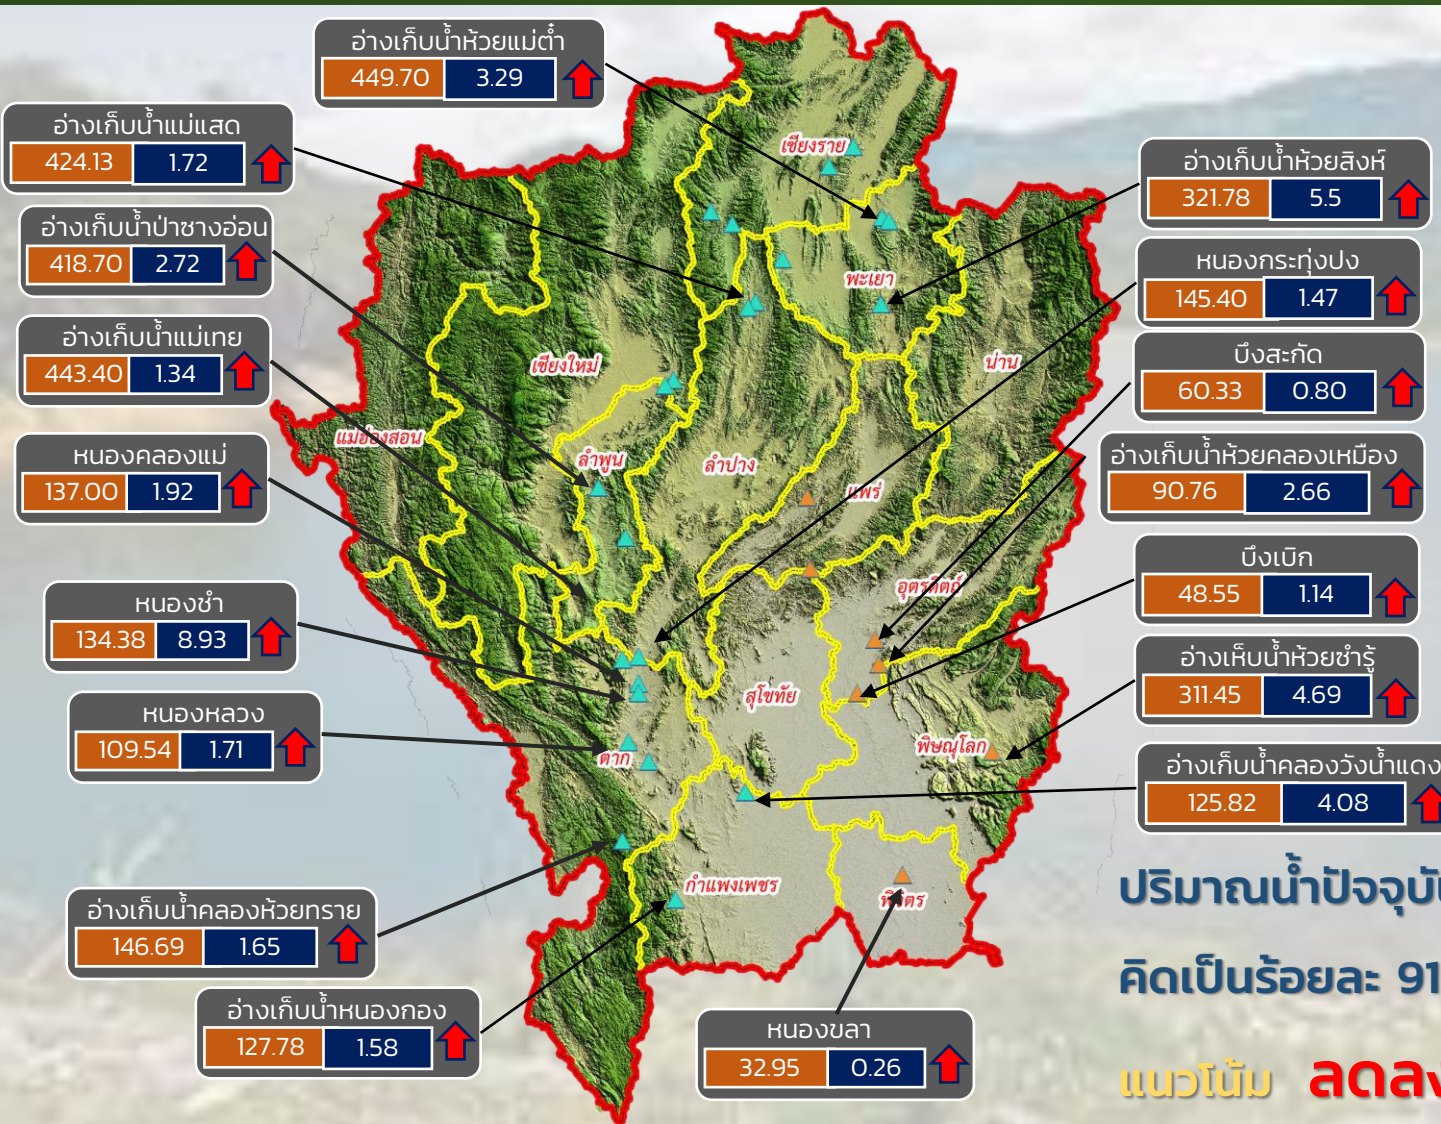 อ่างเก็บน้ำห้วยแม่ต๋ำ
449.70 3.29
อ่างเก็บน้ำแม่แสด
424.13 1.72
อ่างเก็บน้ำป่าซางอ่อน
418.70 2.72
อ่างเก็บน้ำแม่เทย
443.40 1.34
หนองคลองแม่
137.00 1.92
หนองชำ
134.38 8.93
หนองหลวง
109.54 1.71
อ่างเก็บน้ำคลองห้วยทราย
146.69 1.65
อ่างเก็บน้ำหนองกอง
127.78 1.58
หนองขลา
32.95 0.26
อ่างเก็บน้ำห้วยสิงห์
321.78 5.5
หนองกระทุ่งปง
145.40 1.47
บึงสะกัด
60.33 0.80
อ่างเก็บน้ำห้วยคลองเหมือง
90.76 2.66
บึงเบิก
48.55 1.14
อ่างเห็บน้ำห้วยซำรู้
311.45 4.69
อ่างเก็บน้ำคลองวังน้ำแดง
125.82 4.08
เชียงราย
พะเยา
น่าน
เชียงใหม่
แม่ฮ่องสอน
ลำพูน
ลำปาง
แพร่
อุตรดิตถ์
สุโขทัย
ตาก
พิษณุโลก
กำแพงเพชร
พิจิตร
ปริมาณน้ำปัจจุบัน
คิดเป็นร้อยละ 91
แนวโน้ม ลดลง